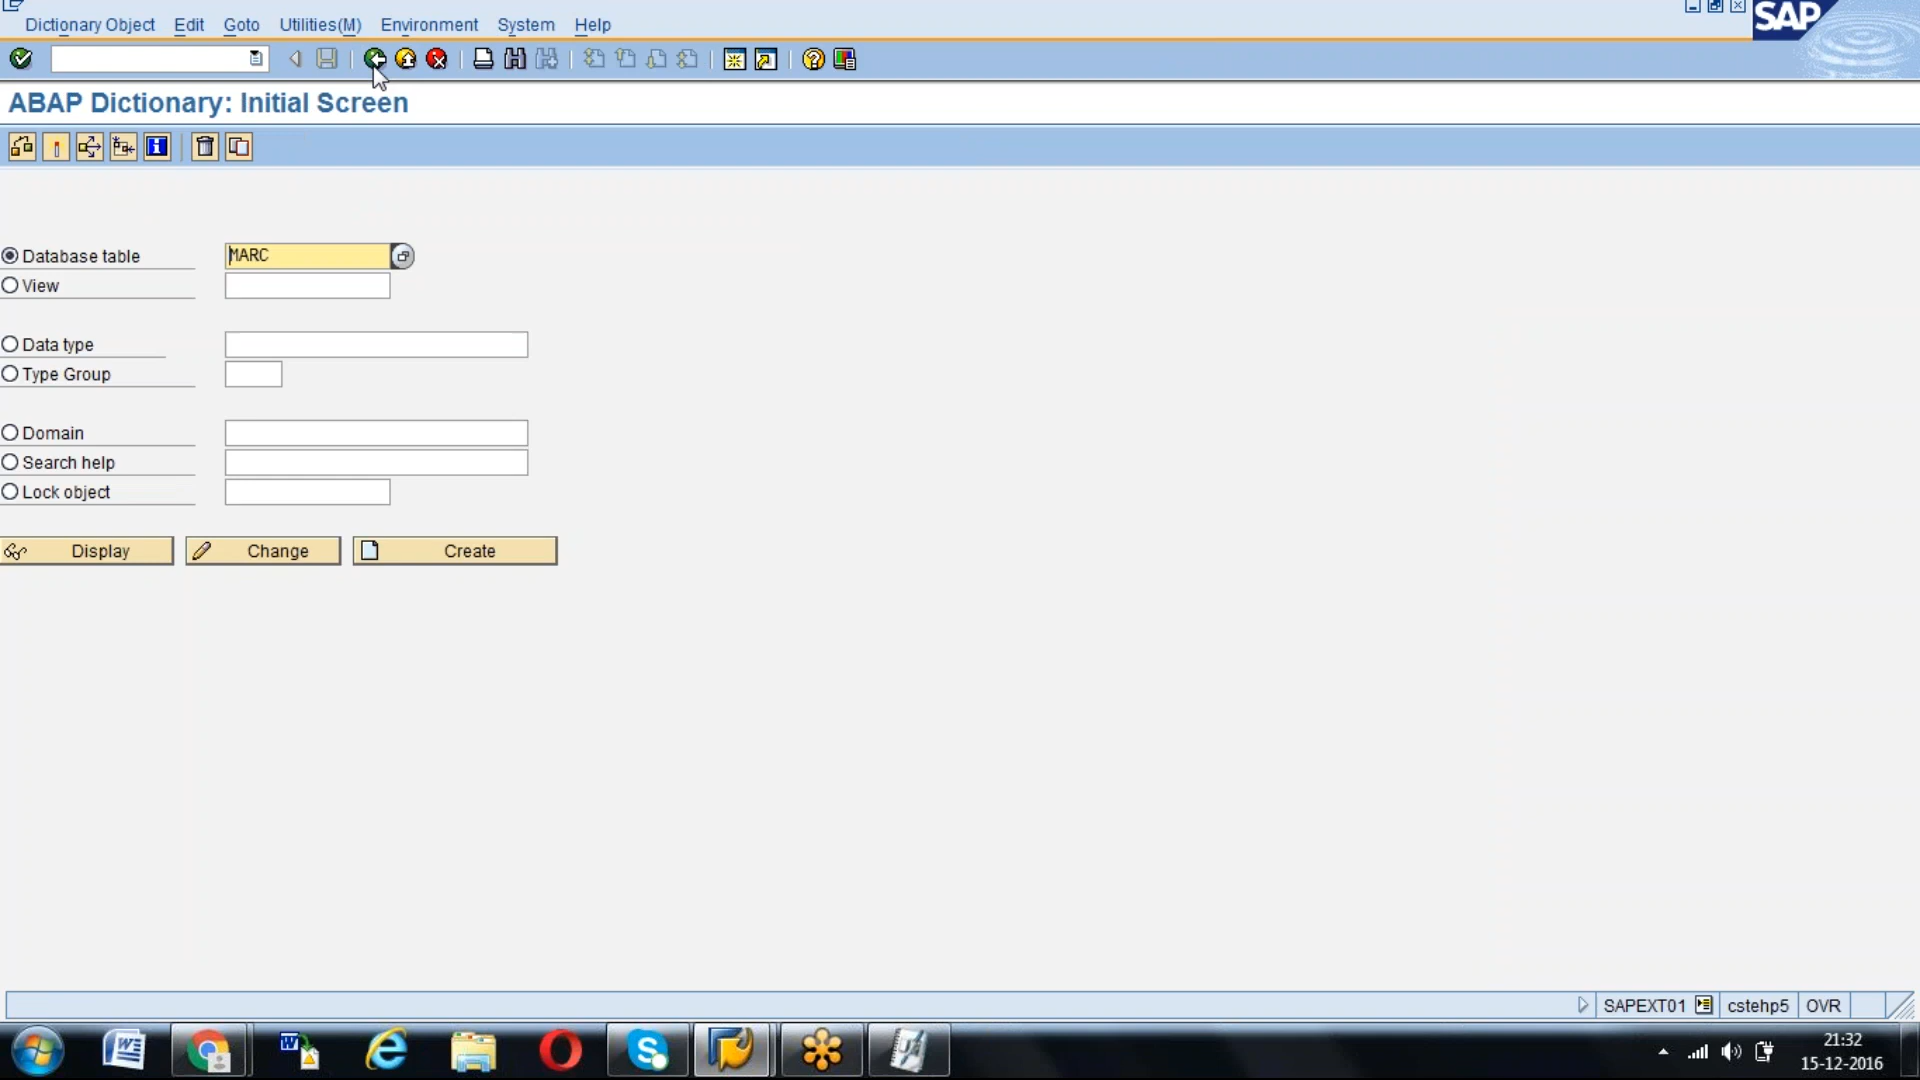 Dictionary Object Edit Goto Utilities(M) Environment System Help
SAP
ABAP Dictionary: Initial Screen
Database table MARC
View
Data type
Type Group
Domain
Search help
Lock object
Display Change Create
SAPEXT01 cstehp5 OVR
21:32
15-12-2016